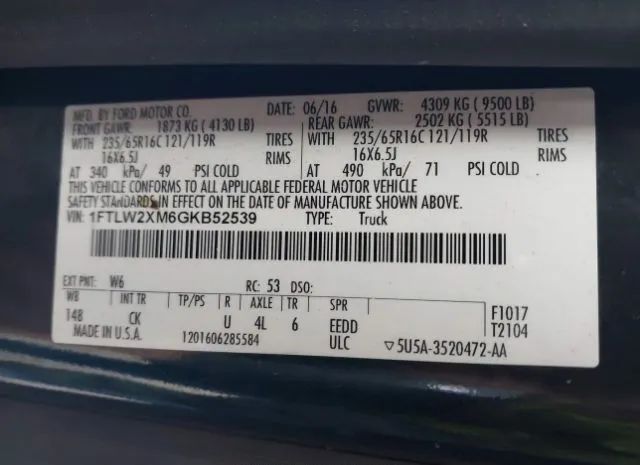 MFD. BY FORD MOTOR CO. DATE: 06/16 GVWR: 4309 KG ( 9500 LB)
FRONT GAWR: 1873 KG ( 4130 LB) REAR GAWR: 2502 KG ( 5515 LB)
WITH 235/65R16C 121/119R TIRES WITH 235/65R16C 121/119R TIRES
16X6.5J RIMS 16X6.5J RIMS
AT 340 kPa/ 49 PSI COLD AT 490 kPa/ 71 PSI COLD
THIS VEHICLE CONFORMS TO ALL APPLICABLE FEDERAL MOTOR VEHICLE
SAFETY STANDARDS IN EFFECT ON THE DATE OF MANUFACTURE SHOWN ABOVE.
VIN: 1FTLW2XM6GKB52539 TYPE: Truck
EXT PNT: W6 RC: 53 DSO:
WB INT TR TP/PS R AXLE TR SPR
148 CK U 4L 6 EEDD F1017
MADE IN U.S.A. 1201606285584 ULC T2104
▽5U5A-3520472-AA